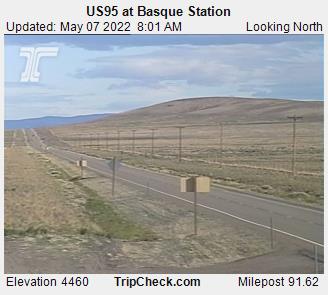 US95 at Basque Station
Updated: May 07 2022 8:01 AM Looking North
Elevation 4460 TripCheck.com Milepost 91.62